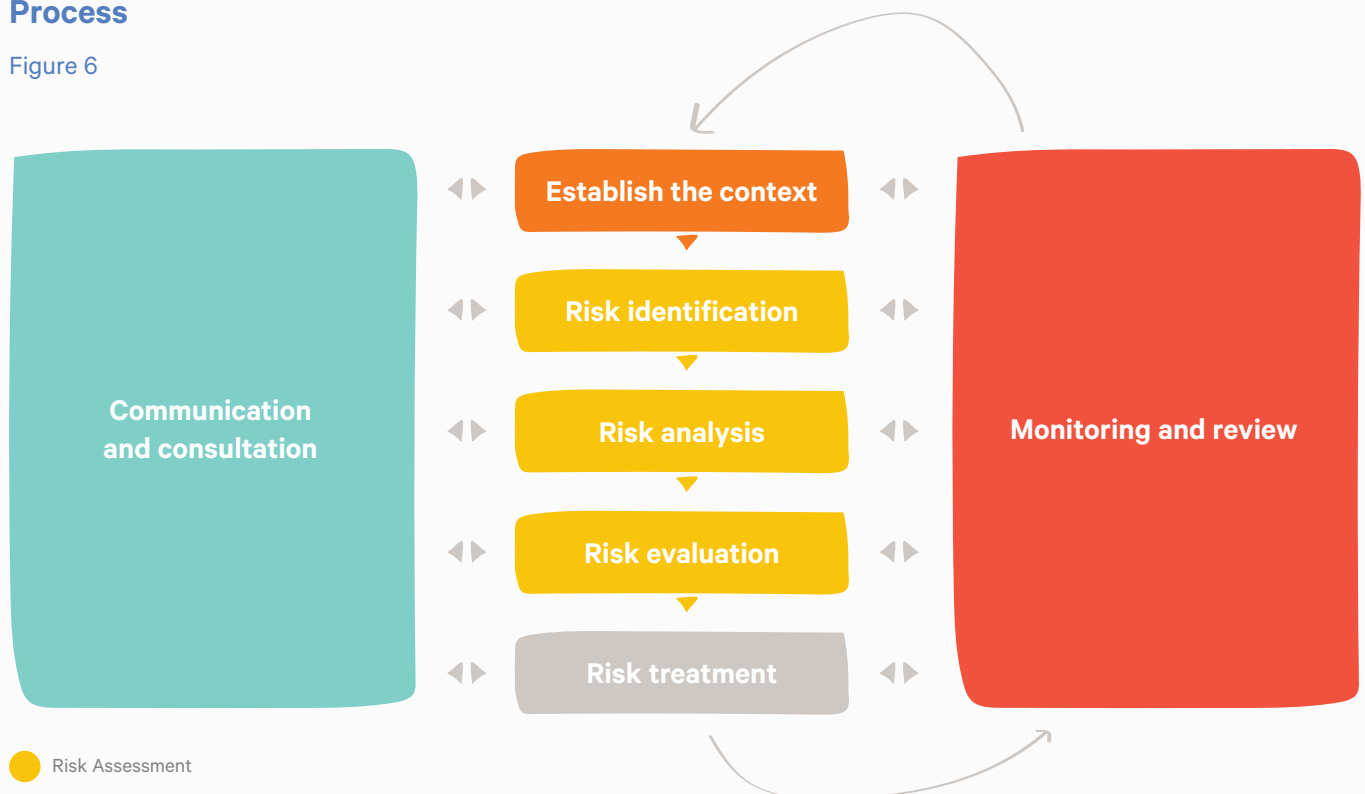 Process
Figure 6
Establish the context
Risk identification
Communication
and consultation
Risk analysis
Monitoring and review
Risk evaluation
Risk treatment
Risk Assessment